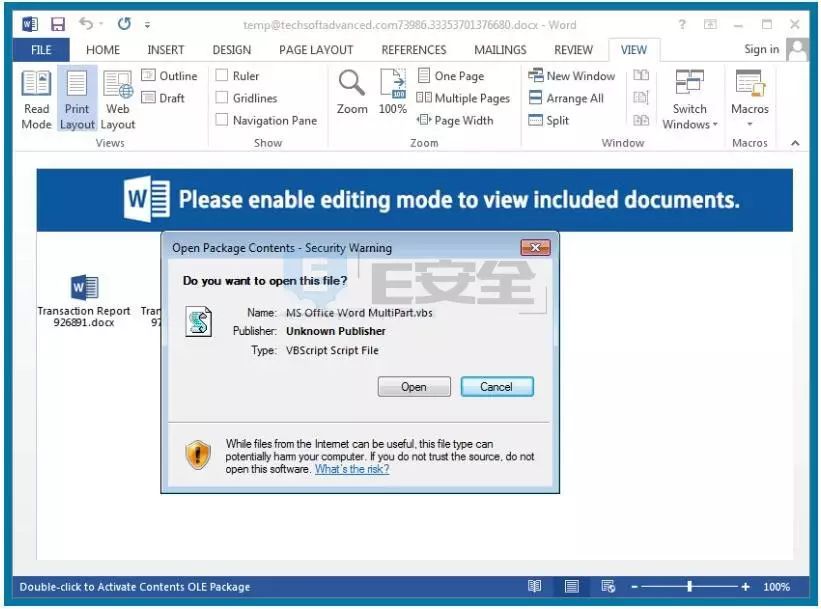 temp@techsoftadvanced.com73986.33353701376680.docx - Word
FILE HOME INSERT DESIGN PAGE LAYOUT REFERENCES MAILINGS REVIEW VIEW Sign in
Read Mode
Print Layout
Web Layout
Outline
Draft
Views
Ruler
Gridlines
Navigation Pane
Show
Zoom
100
100%
One Page
Multiple Pages
Page Width
Zoom
New Window
Arrange All
Split
Switch Windows
Window
Macros
Macros
W Please enable editing mode to view included documents.
Transaction Report
926891.docx
Tran
97
Open Package Contents - Security Warning
E安全
Do you want to open this file?
Name: MS Office Word MultiPart.vbs
Publisher: Unknown Publisher
Type: VBScript Script File
Open Cancel
While files from the Internet can be useful, this file type can
potentially harm your computer. If you do not trust the source, do not
open this software. What's the risk?
Double-click to Activate Contents OLE Package
100%